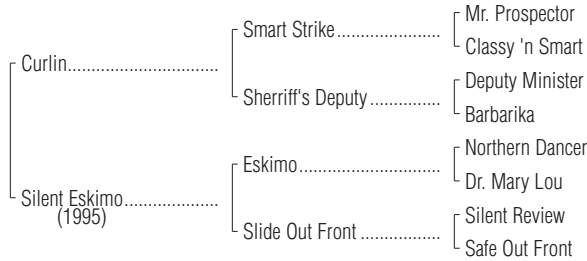 Mr. Prospector
Smart Strike
Classy 'n Smart
Curlin
Deputy Minister
Sherriff's Deputy
Barbarika
Northern Dancer
Eskimo
Dr. Mary Lou
Silent Eskimo
(1995)
Silent Review
Slide Out Front
Safe Out Front